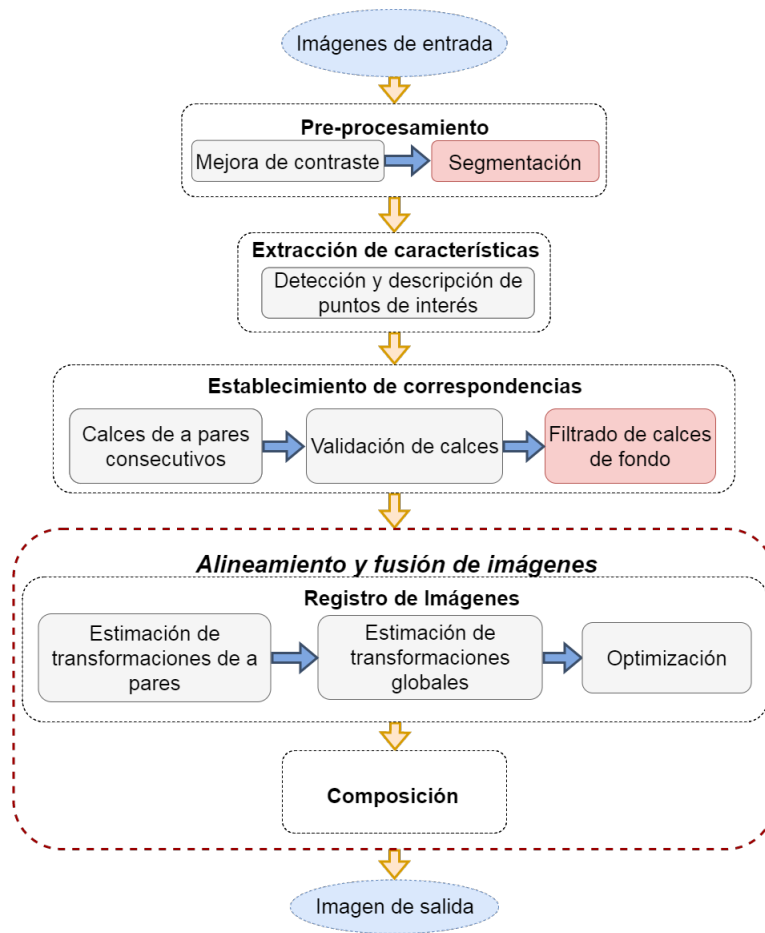 Imágenes de entrada
Pre-procesamiento
Mejora de contraste
Segmentación
Extracción de característícas
Detección y descripción de
puntos de interés
Establecimiento de correspondencias
Calces de a pares
consecutivos
Validación de calces
Filtrado de calces
de fondo
Alineamiento y fusión de imágenes
Registro de Imágenes
Estimación de
transformaciones de a
pares
Estimación de
transformaciones
globales
Optimización
Composición
Imagen de salida